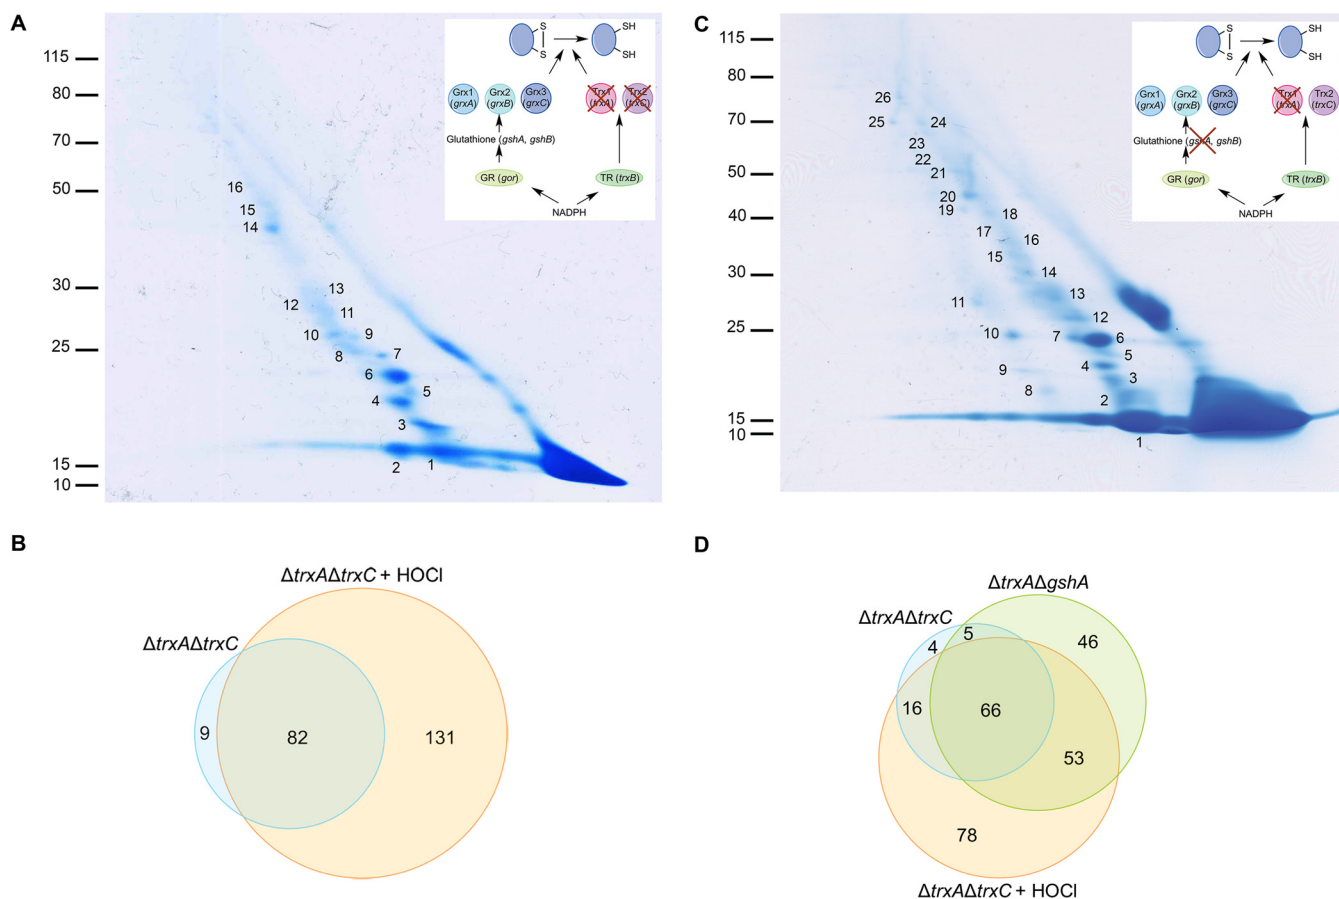 A
115
80
70
50
30
25
15
10
16
15
14
13
12
11
10
9
8
7
6
5
4
3
2
1
S
S
SH
SH
Grx1
(grxA)
Grx2
(grxB)
Grx3
(grxC)
Trx1
(trxA)
Trx2
(trxC)
Glutathione (gshA, gshB)
GR (gor)
TR (trxB)
NADPH
C
115
80
70
50
40
30
25
15
10
26
25
24
23
22
21
20
19
18
17
16
15
14
13
12
11
10
9
8
7
6
5
4
3
2
1
S
S
SH
SH
Grx1
(grxA)
Grx2
(grxB)
Grx3
(grxC)
Trx1
(trxA)
Trx2
(trxC)
Glutathione (gshA, gshB)
GR (gor)
TR (trxB)
NADPH
B
ΔtrxAΔtrxC + HOCl
ΔtrxAΔtrxC
9
82
131
D
ΔtrxAΔgshA
ΔtrxAΔtrxC
5
4
46
16
66
53
78
ΔtrxAΔtrxC + HOCl